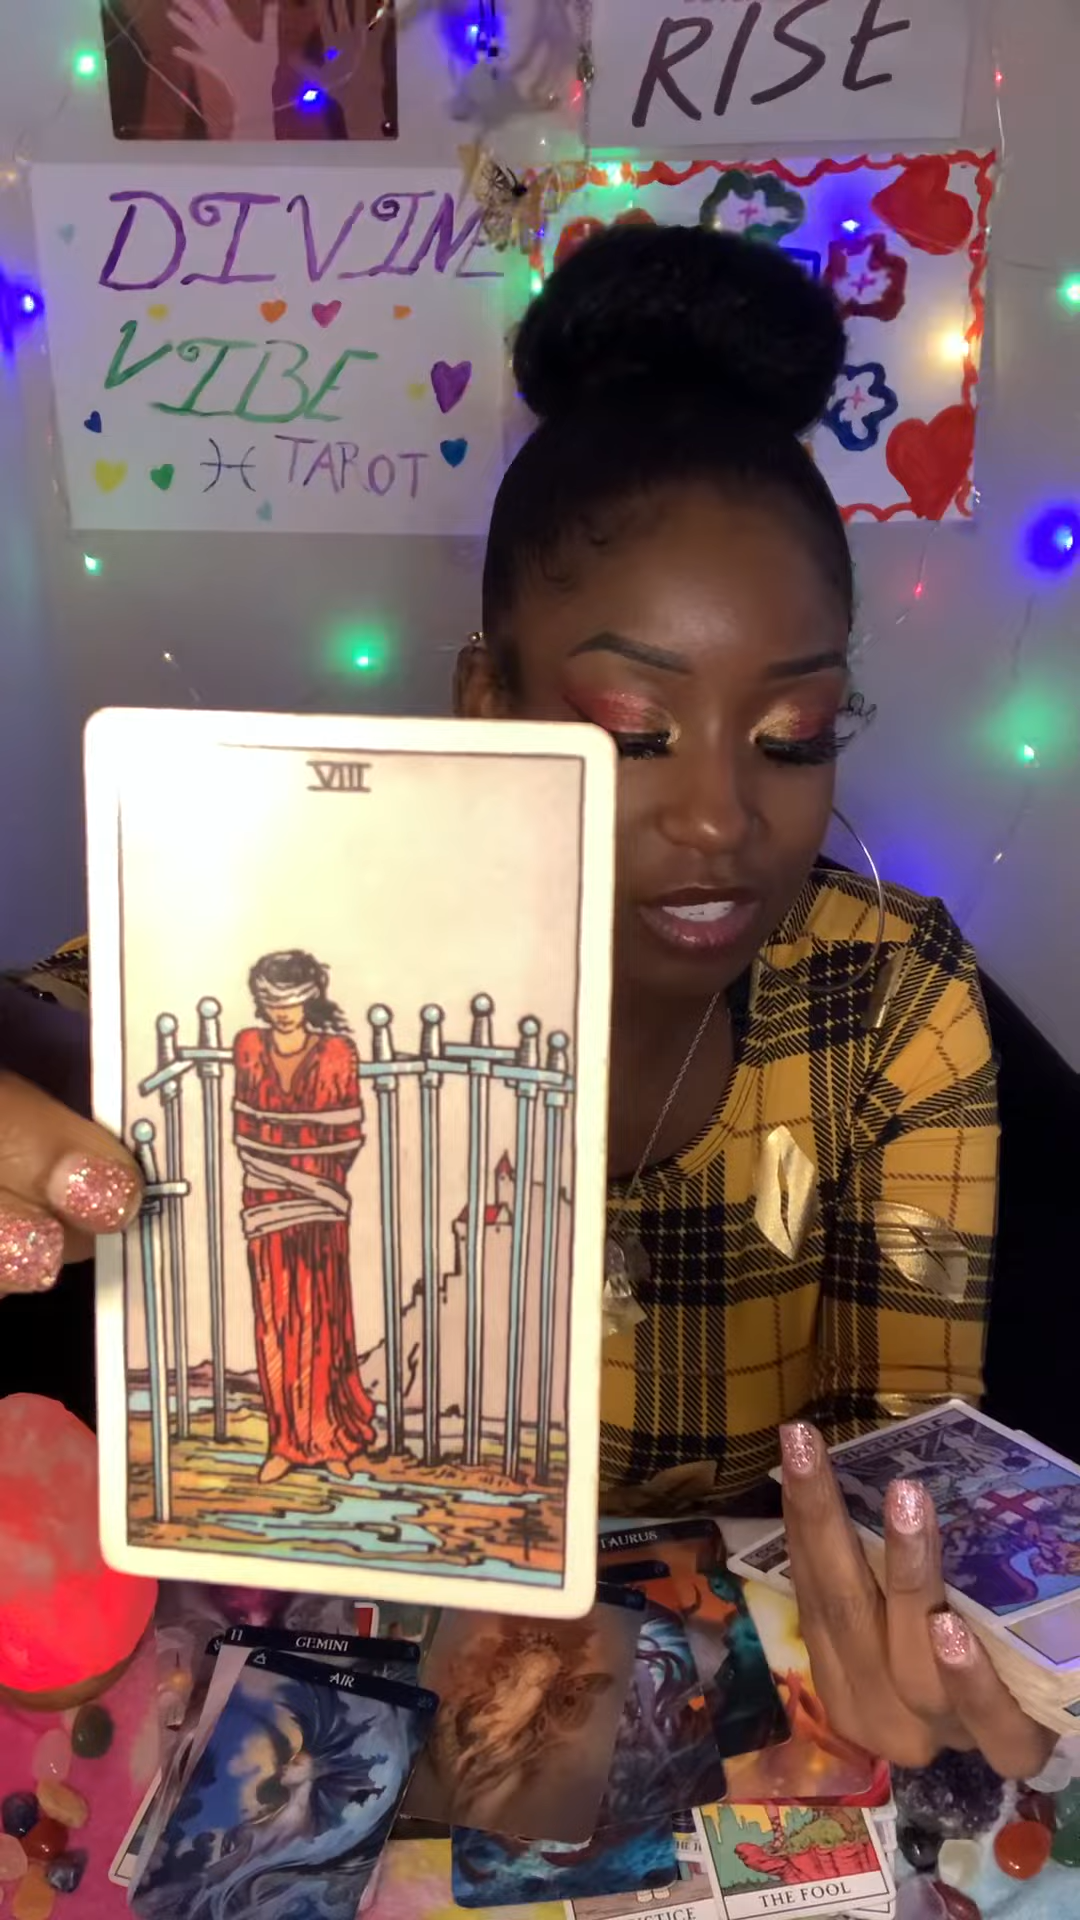 RISE
DIVINE
VIBE
♓ TAROT
VIII
TAURUS
GEMINI
AIR
THE FOOL